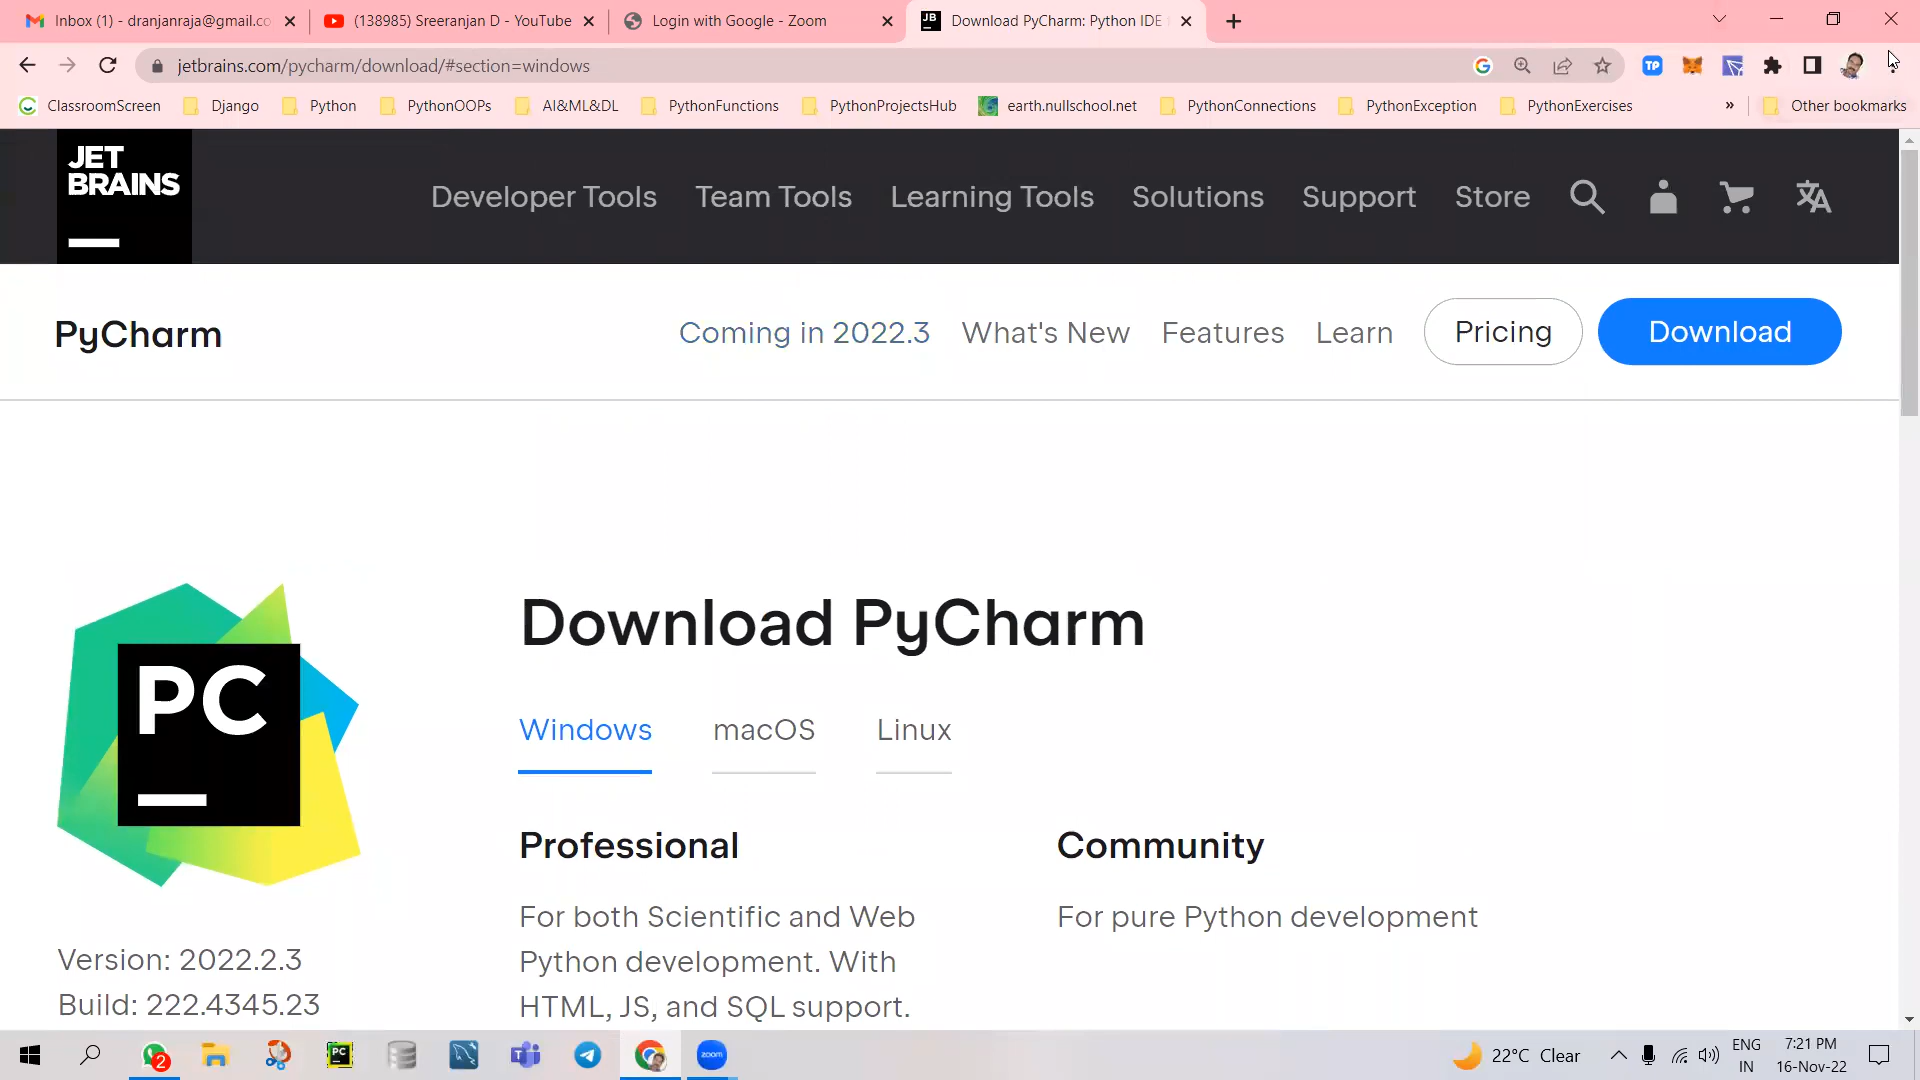 Inbox (1) - dranjanraja@gmail.co
(138985) Sreeranjan D - YouTube
Login with Google - Zoom
JB
Download PyCharm: Python IDE
jetbrains.com/pycharm/download/#section=windows
G
TP
ClassroomScreen
Django
Python
PythonOOPs
AI&ML&DL
PythonFunctions
PythonProjectsHub
earth.nullschool.net
PythonConnections
PythonException
PythonExercises
»
Other bookmarks
JET
BRAINS
Developer Tools
Team Tools
Learning Tools
Solutions
Support
Store
PyCharm
Coming in 2022.3
What's New
Features
Learn
Pricing
Download
PC
Download PyCharm
Windows
macOS
Linux
Professional
For both Scientific and Web
Python development. With
HTML, JS, and SQL support.
Community
For pure Python development
Version: 2022.2.3
Build: 222.4345.23
2
PC
zoom
22°C Clear
ENG
IN
7:21 PM
16-Nov-22